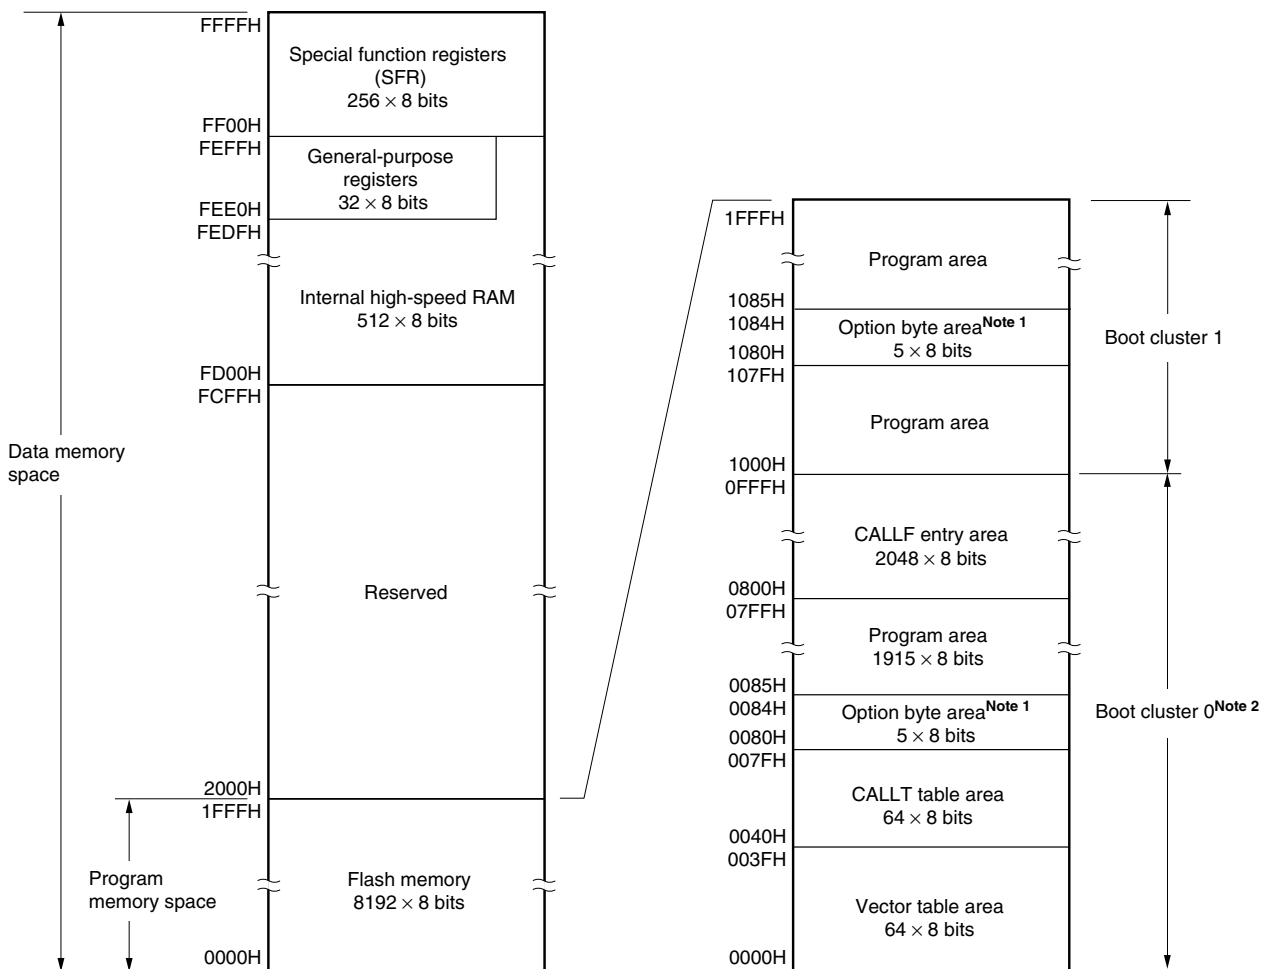 FFFFH
Special function registers
(SFR)
256 × 8 bits
FF00H
FEFFH
General-purpose
registers
32 × 8 bits
FEE0H
FEDFH
Internal high-speed RAM
512 × 8 bits
FD00H
FCFFH
Data memory
space
Reserved
2000H
1FFFH
Program
memory space
Flash memory
8192 × 8 bits
0000H
1FFFH
Program area
1085H
1084H
Option byte areaNote 1
5 × 8 bits
1080H
107FH
Boot cluster 1
Program area
1000H
0FFFH
CALLF entry area
2048 × 8 bits
0800H
07FFH
Program area
1915 × 8 bits
0085H
0084H
Option byte areaNote 1
5 × 8 bits
0080H
007FH
Boot cluster 0Note 2
CALLT table area
64 × 8 bits
0040H
003FH
Vector table area
64 × 8 bits
0000H